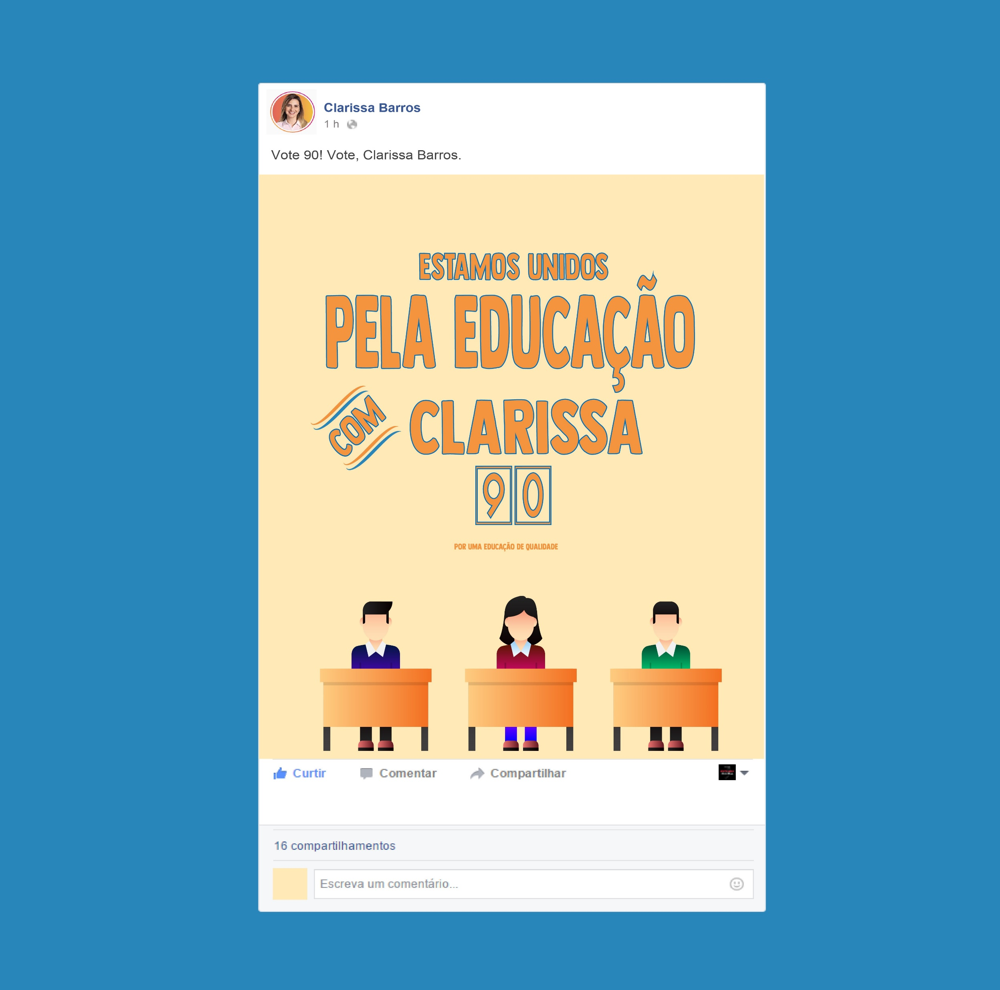 Clarissa Barros
1 h
Vote 90! Vote, Clarissa Barros.
ESTAMOS UNIDOS
PELA EDUCAÇÃO
COM CLARISSA
90
POR UMA EDUCAÇÃO DE QUALIDADE
Curtir Comentar Compartilhar
16 compartilhamentos
Escreva um comentário...